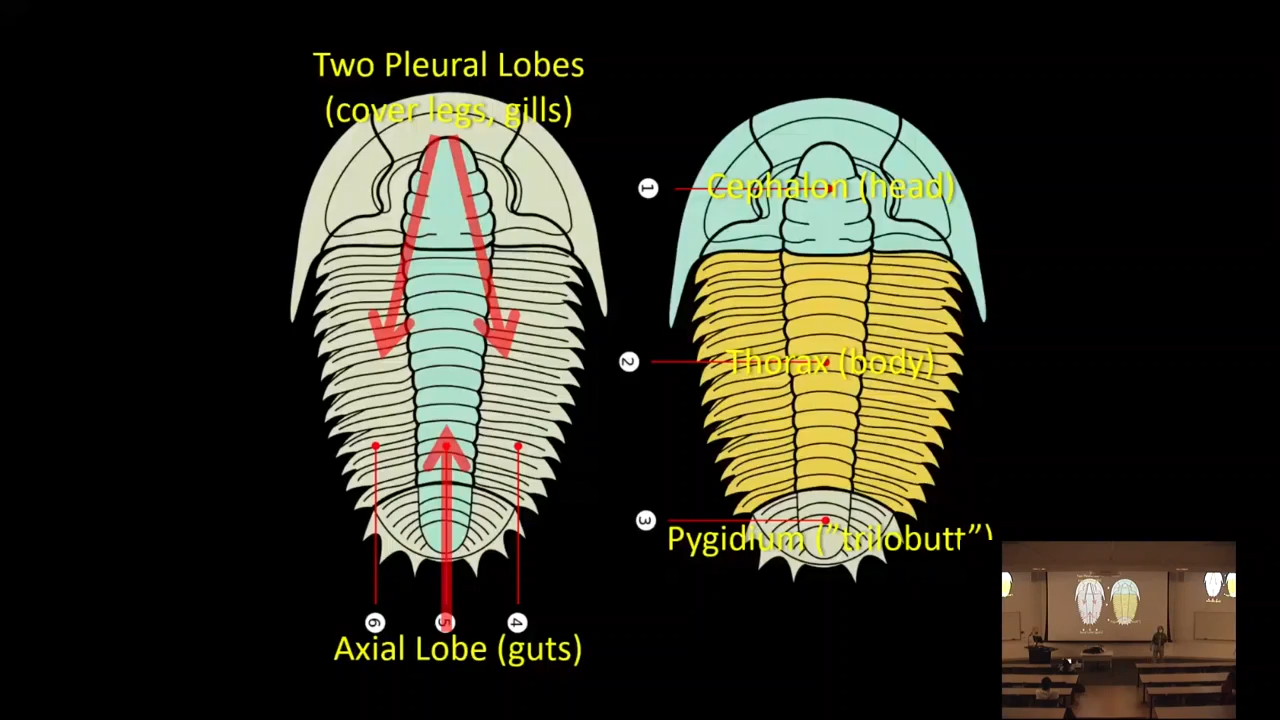 Two Pleural Lobes
(cover legs, gills)
1
Cephalon (head)
2
Thorax (body)
3
Pygidium (”trilobutt”)
6
5
4
Axial Lobe (guts)